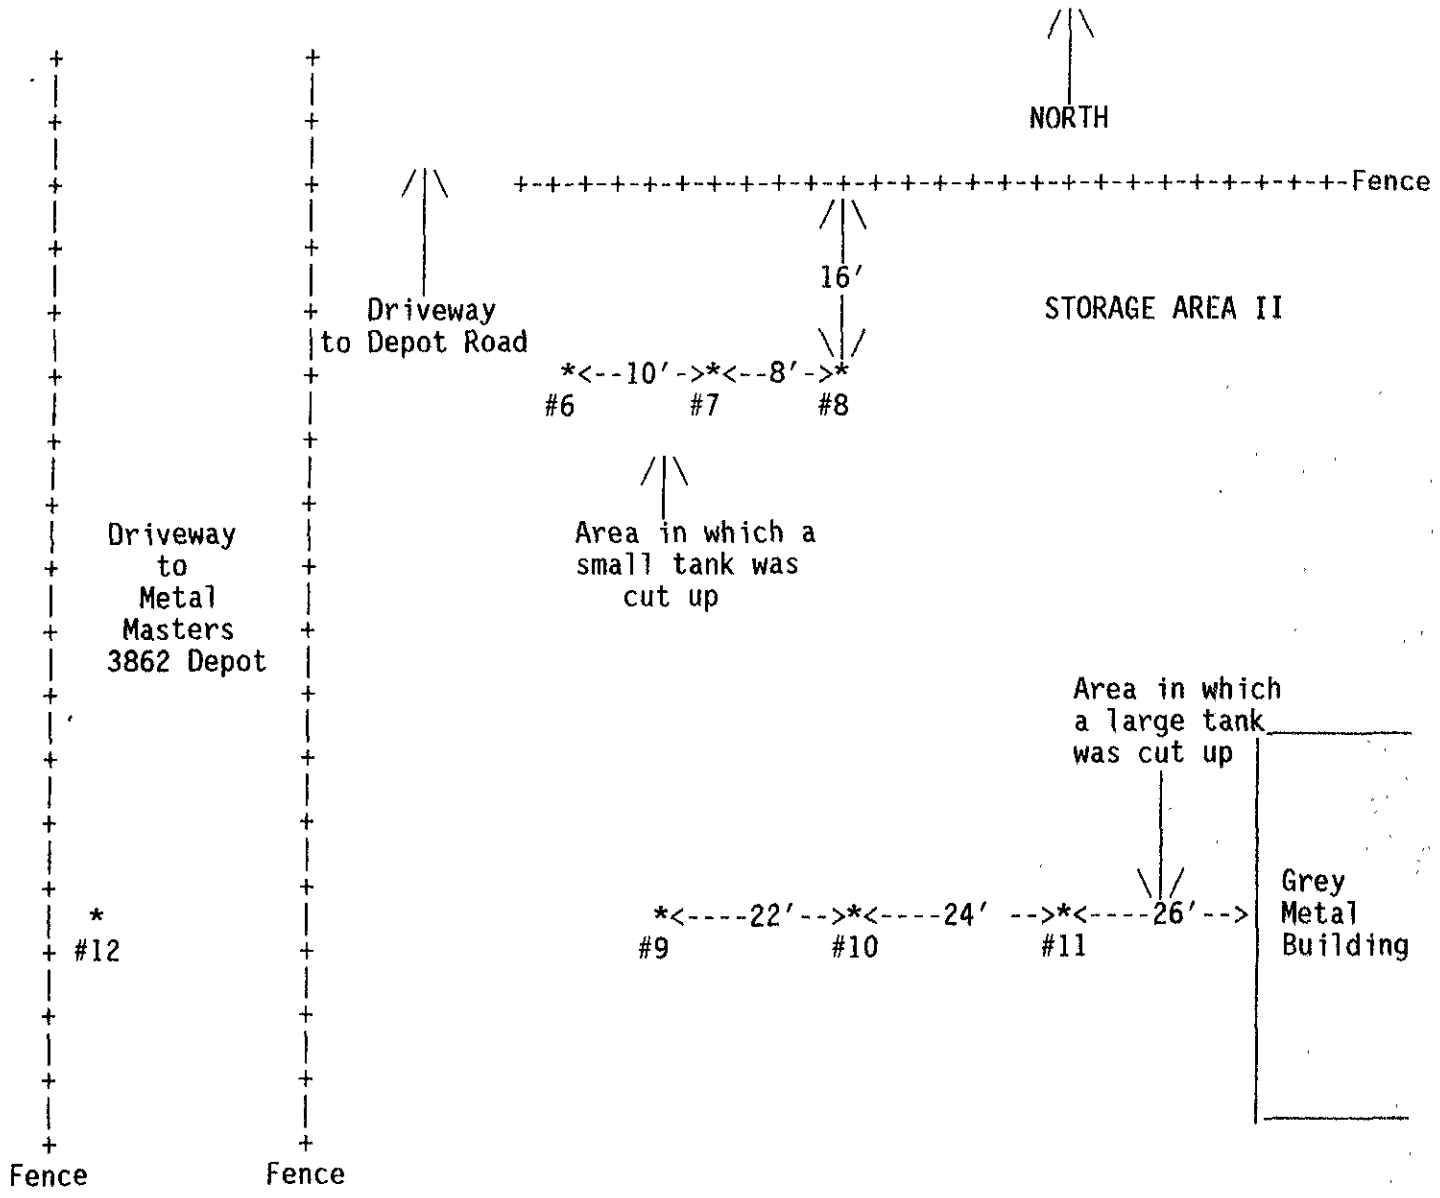 NORTH
+-+-+-+-+-+-+-+-+-+-+-+-+-+-+-+-+-+-+-+-+-+-+-+-+-+-+--Fence
16'
Driveway
to Depot Road
STORAGE AREA II
*<--10'->*<--8'->*
#6 #7 #8
Driveway
to
Metal
Masters
3862 Depot
Area in which a
small tank was
cut up
Area in which
a large tank
was cut up
*<----22'-->*<----24' -->*<----26'-->
Grey
Metal
Building
*
#12 #9 #10 #11
Fence Fence